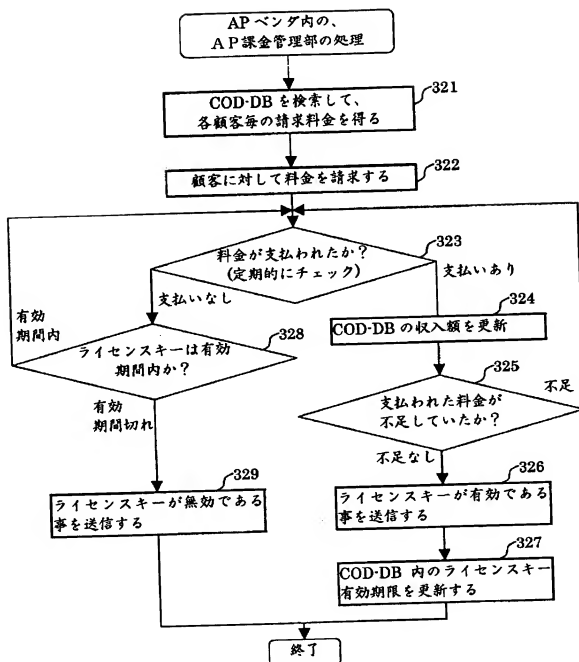 APベンダ内の、
AP課金管理部の処理
321
COD-DBを検索して、
各顧客毎の請求料金を得る
322
顧客に対して料金を請求する
323
料金が支払われたか?
(定期的にチェック)
支払いなし
支払いあり
有効
期間内
328
ライセンスキーは有効
期間内か?
324
COD-DBの収入額を更新
325
支払われた料金が
不足していたか?
不足
有効
期間切れ
不足なし
329
ライセンスキーが無効である
事を送信する
326
ライセンスキーが有効である
事を送信する
327
COD-DB 内のライセンスキー
有効期限を更新する
終了